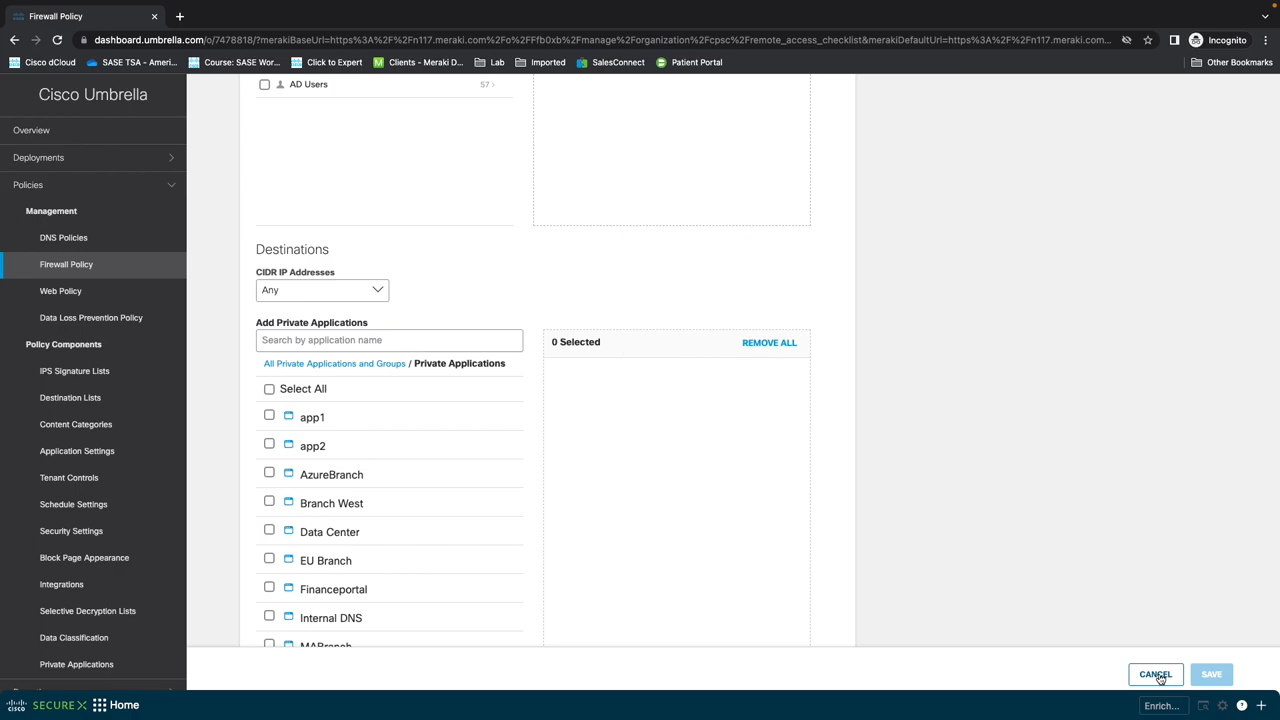 Firewall Policy
dashboard.umbrella.com/o/7478818/?merakiBaseUrl=https%3A%2F%2Fn117.meraki.com%2Fo%2FFfb0xb%2Fmanage%2Forganization%2Fcpsc%2Fremote_access_checklist&merakiDefaultUrl=https%3A%2F%2Fn117.meraki.com...
Incognito
Cisco dCloud
SASE TSA - Ameri...
Course: SASE Wor...
Click to Expert
Clients - Meraki D...
Lab
Imported
SalesConnect
Patient Portal
Other Bookmarks
Cisco Umbrella
Overview
Deployments
Policies
Management
DNS Policies
Firewall Policy
Web Policy
Data Loss Prevention Policy
Policy Components
IPS Signature Lists
Destination Lists
Content Categories
Application Settings
Tenant Controls
Schedule Settings
Security Settings
Block Page Appearance
Integrations
Selective Decryption Lists
Data Classification
Private Applications
AD Users 57 >
Destinations
CIDR IP Addresses
Any
Add Private Applications
Search by application name
All Private Applications and Groups / Private Applications
Select All
app1
app2
AzureBranch
Branch West
Data Center
EU Branch
Financeportal
Internal DNS
MABranch
0 Selected
REMOVE ALL
CANCEL
SAVE
cisco SECURE X
Home
Enrich...